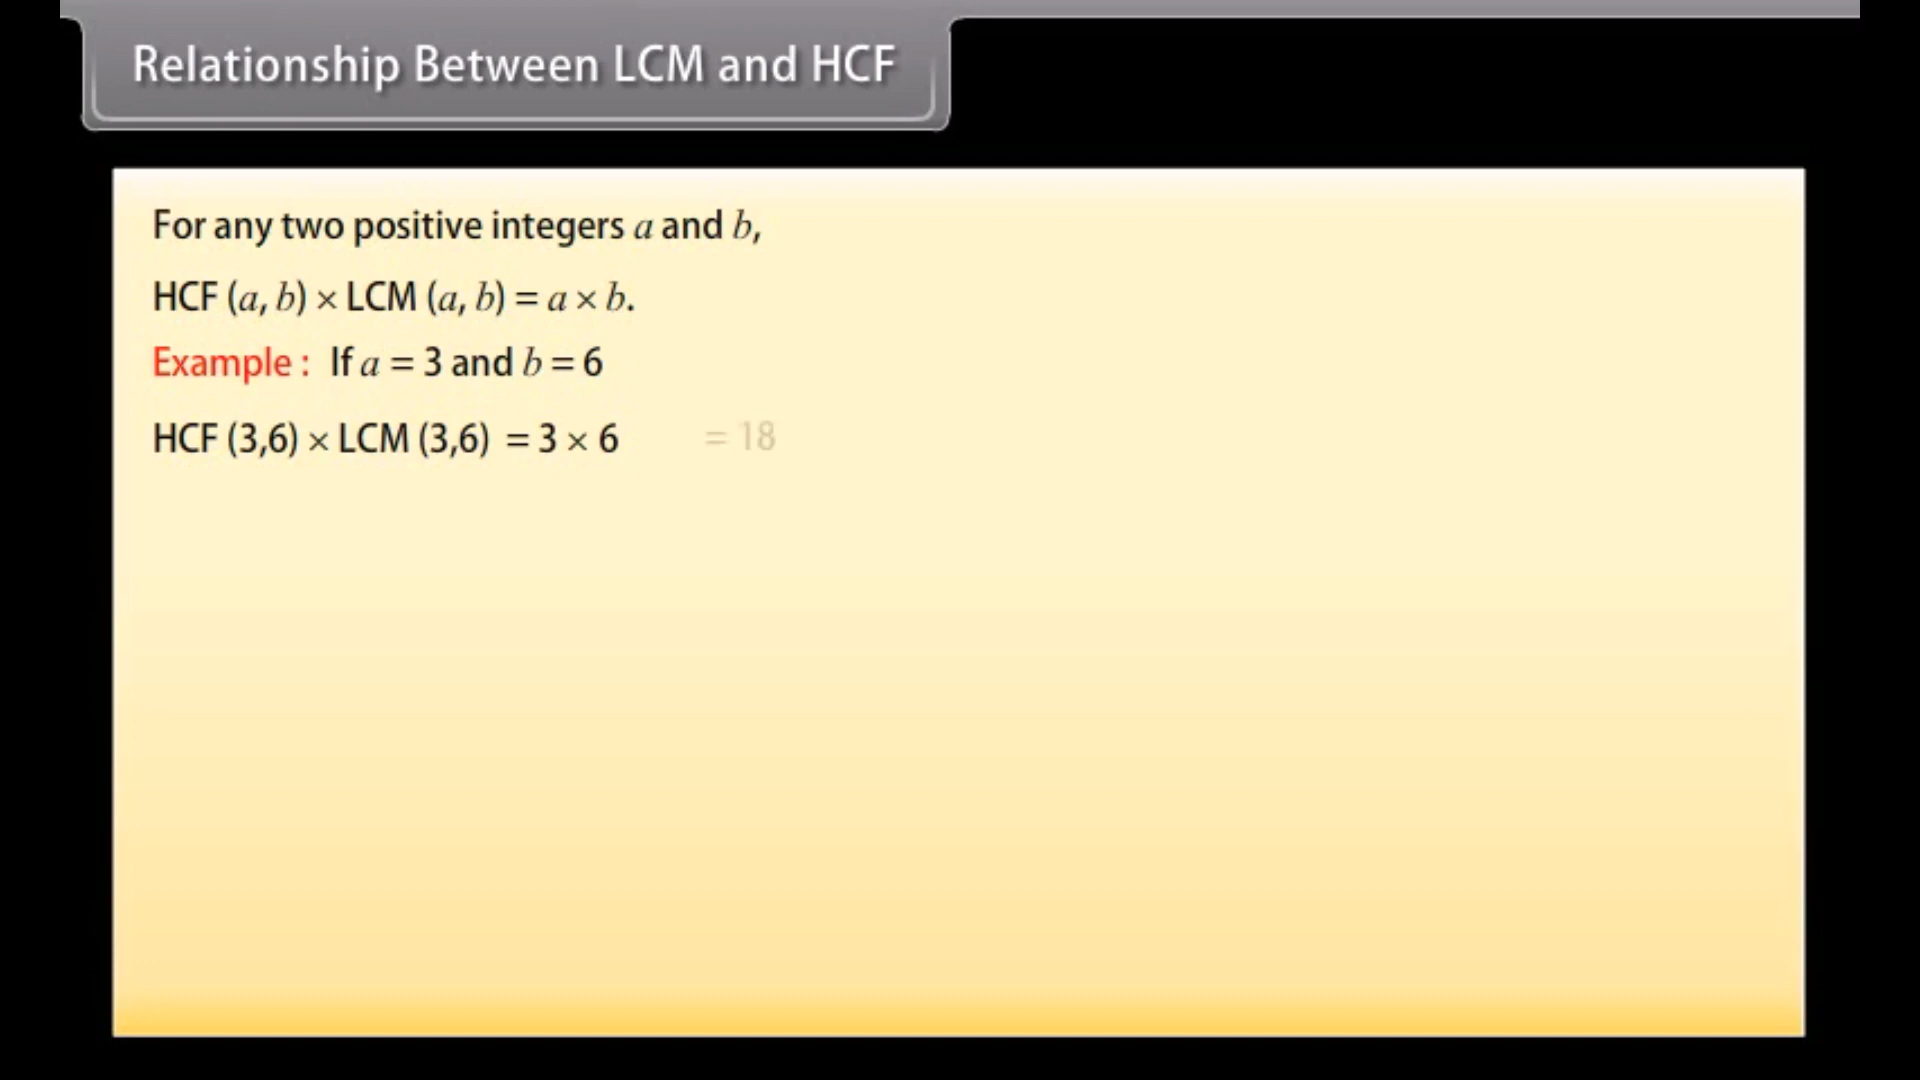 Relationship Between LCM and HCF
For any two positive integers a and b,
HCF (a, b) × LCM (a, b) = a × b.
Example : If a = 3 and b = 6
HCF (3,6) × LCM (3,6) = 3 × 6 = 18